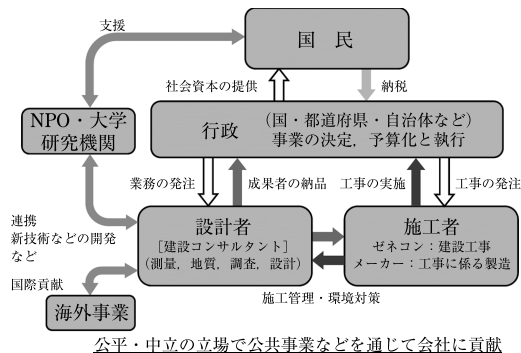 支援
国 民
社会資本の提供
納税
NPO・大学
研究機関
行政
（国・都道府県・自治体など）
事業の決定，予算化と執行
業務の発注
成果者の納品
工事の実施
工事の発注
連携
新技術などの開発
など
設計者
［建設コンサルタント］
（測量，地質，調査，設計）
施工者
ゼネコン：建設工事
メーカー：工事に係る製造
国際貢献
海外事業
施工管理・環境対策
公平・中立の立場で公共事業などを通じて会社に貢献